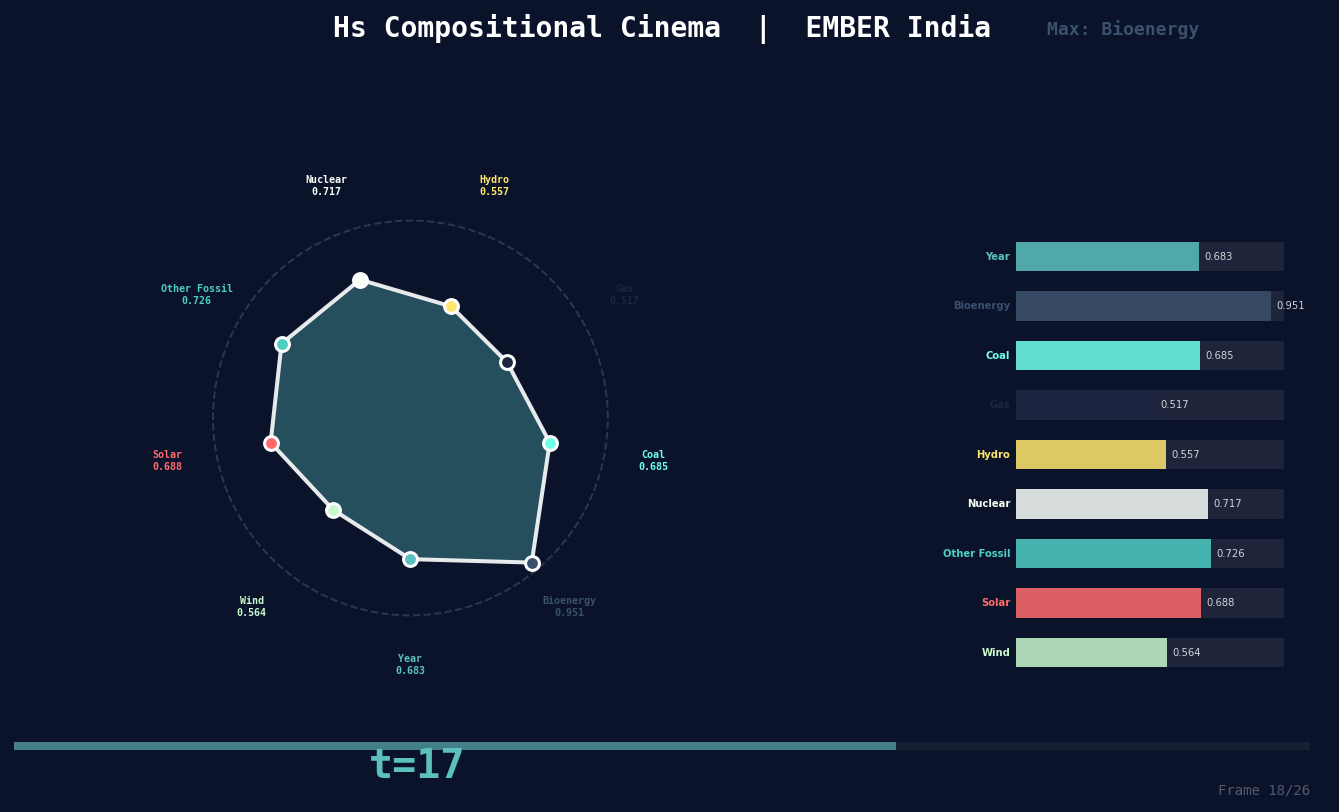 Hs Compositional Cinema | EMBER India
Max: Bioenergy
Nuclear
0.717
Hydro
0.557
Other Fossil
0.726
Gas
0.517
Solar
0.688
Coal
0.685
Wind
0.564
Bioenergy
0.951
Year
0.683
Year 0.683
Bioenergy 0.951
Coal 0.685
Gas 0.517
Hydro 0.557
Nuclear 0.717
Other Fossil 0.726
Solar 0.688
Wind 0.564
t=17
Frame 18/26